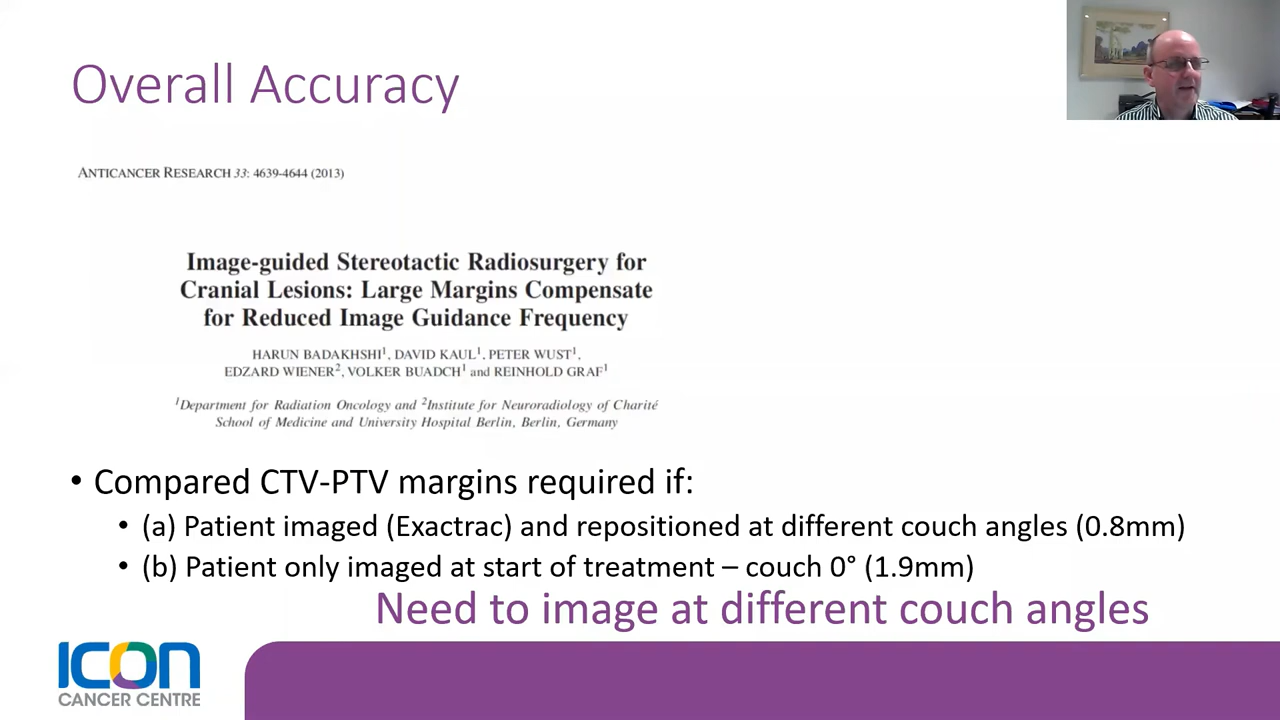 Overall Accuracy
ANTICANCER RESEARCH 33: 4639-4644 (2013)
Image-guided Stereotactic Radiosurgery for
Cranial Lesions: Large Margins Compensate
for Reduced Image Guidance Frequency
HARUN BADAKHSHI¹, DAVID KAUL¹, PETER WUST¹,
EDZARD WIENER², VOLKER BUADCH¹ and REINHOLD GRAF¹
¹Department for Radiation Oncology and ²Institute for Neuroradiology of Charité
School of Medicine and University Hospital Berlin, Berlin, Germany
• Compared CTV-PTV margins required if:
• (a) Patient imaged (Exactrac) and repositioned at different couch angles (0.8mm)
• (b) Patient only imaged at start of treatment – couch 0° (1.9mm)
Need to image at different couch angles
ICON
CANCER CENTRE